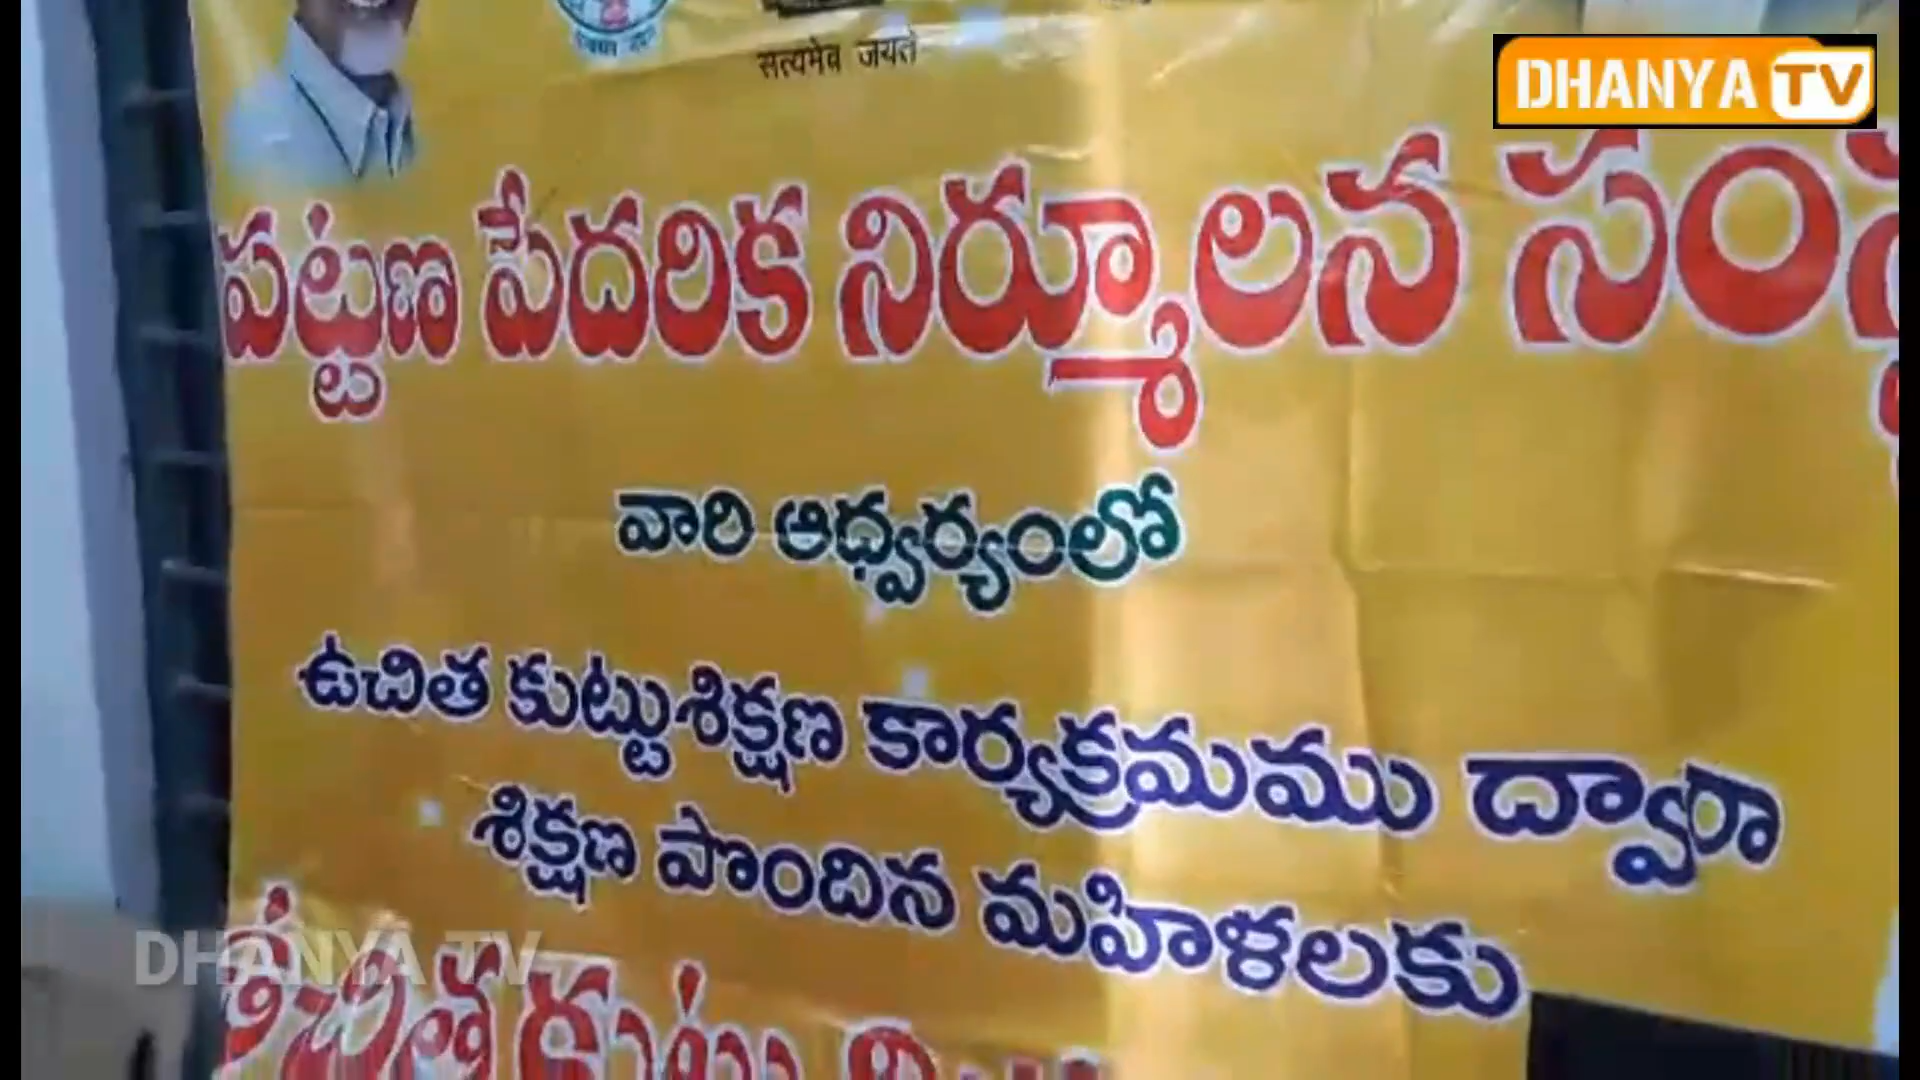 सत्यमेव जयते
DHANYA TV
పట్టణ పేదరిక నిర్మూలన
వారి ఆధ్వర్యంలో
ఉచిత కుట్టుశిక్షణ కార్యక్రమము ద్వారా
శిక్షణ పొందిన మహిళలకు
DHANYA TV
ఉచిత